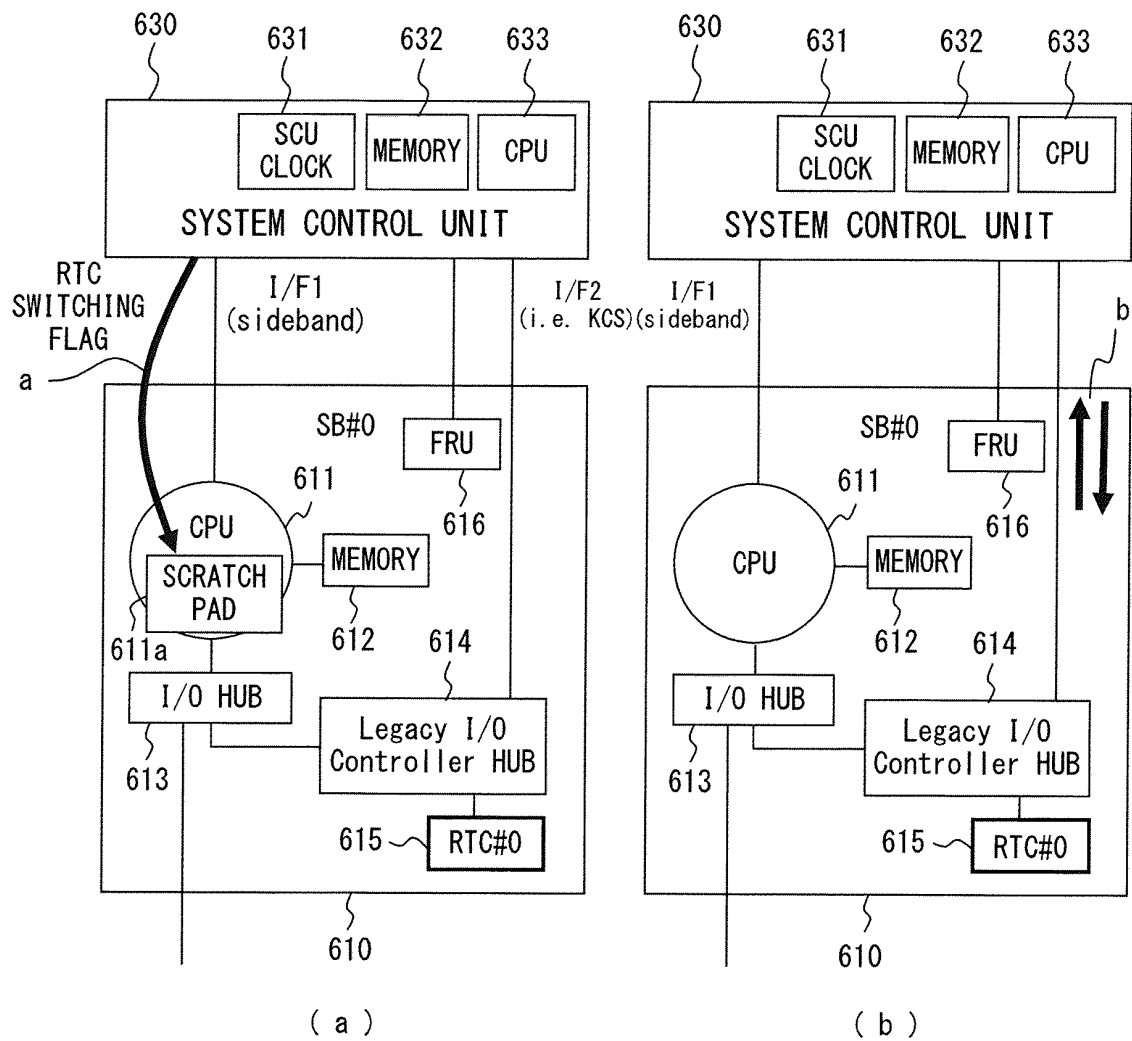 630
631
632
633
SCU
CLOCK
MEMORY
CPU
SYSTEM CONTROL UNIT
RTC
SWITCHING
FLAG
a
I/F1
(sideband)
I/F2
(i.e. KCS)
SB#0
FRU
616
611
CPU
SCRATCH
PAD
611a
MEMORY
612
614
I/O HUB
613
Legacy I/O
Controller HUB
615
RTC#0
610
( a )
630
631
632
633
SCU
CLOCK
MEMORY
CPU
SYSTEM CONTROL UNIT
I/F1
(sideband)
b
SB#0
FRU
616
611
CPU
MEMORY
612
614
I/O HUB
613
Legacy I/O
Controller HUB
615
RTC#0
610
( b )